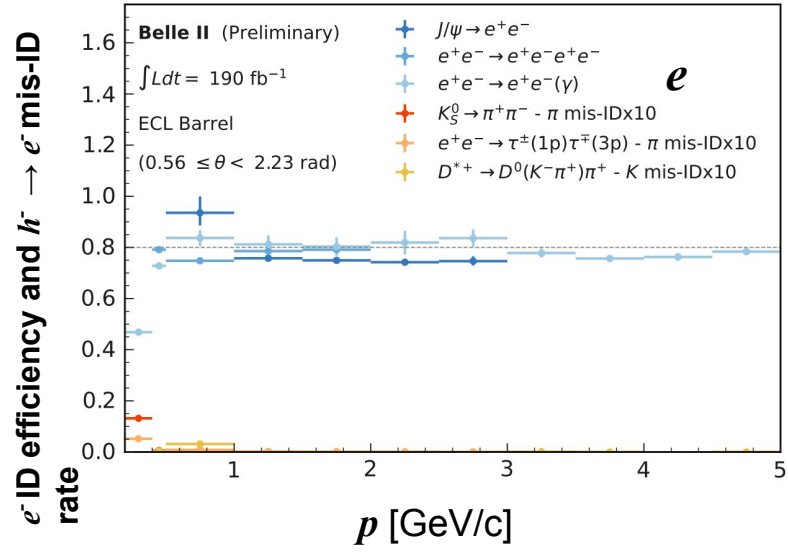 e⁻ ID efficiency and h⁻ → e⁻ mis-ID
rate
1.6
1.4
1.2
1.0
0.8
0.6
0.4
0.2
0.0
Belle II (Preliminary)
∫Ldt = 190 fb⁻¹
ECL Barrel
(0.56 ≤θ< 2.23 rad)
J/ψ→e⁺e⁻
e⁺e⁻→e⁺e⁻e⁺e⁻
e⁺e⁻→e⁺e⁻(γ)
K_S^0→π⁺π⁻ - π mis-IDx10
e⁺e⁻→τ^±(1p)τ^∓(3p) - π mis-IDx10
D*⁺→D⁰(K⁻π⁺)π⁺ - K mis-IDx10
e
1 2 3 4 5
p [GeV/c]